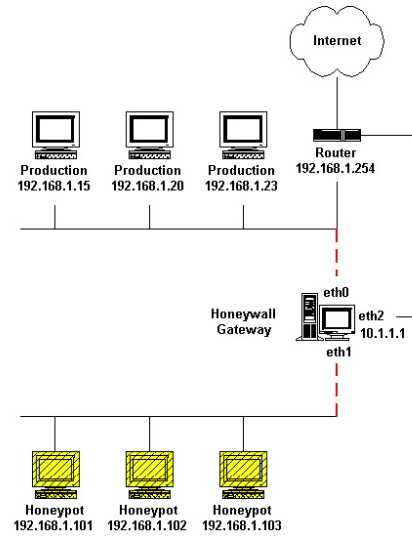 Internet
Router
192.168.1.254
Production
192.168.1.15
Production
192.168.1.20
Production
192.168.1.23
Honeywall
Gateway
eth0
eth2
10.1.1.1
eth1
Honeypot
192.168.1.101
Honeypot
192.168.1.102
Honeypot
192.168.1.103